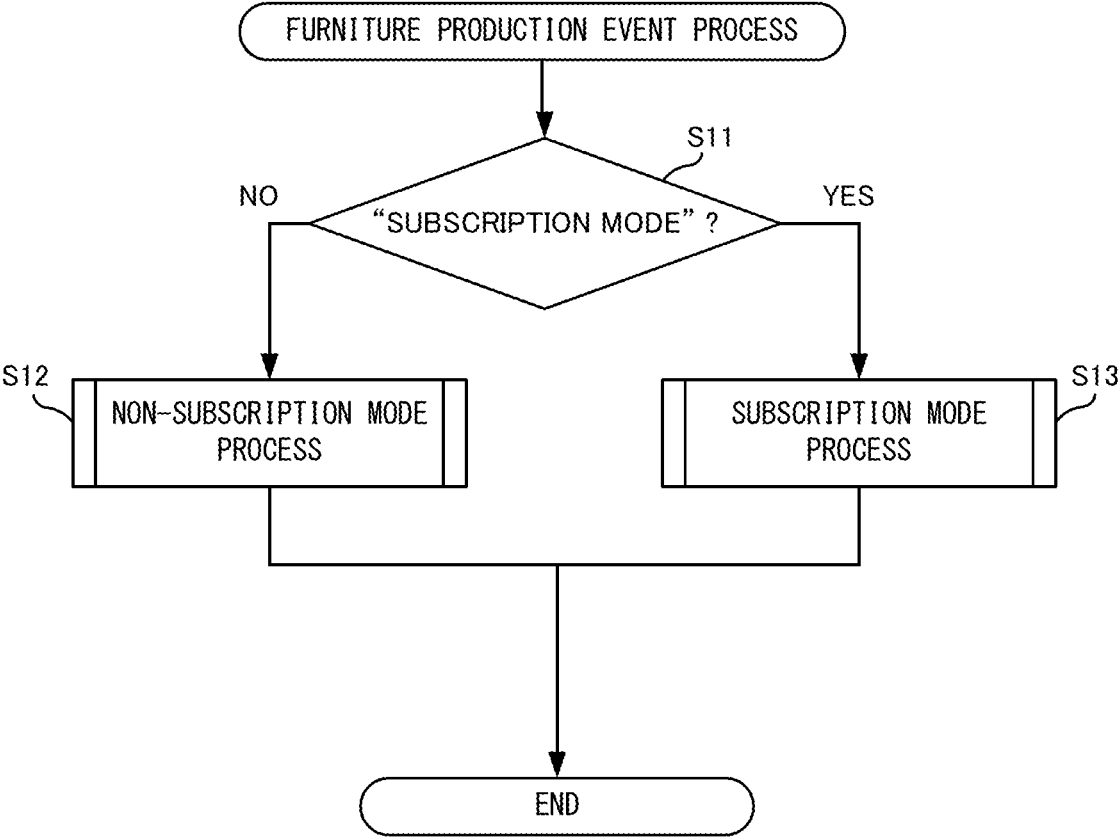 FURNITURE PRODUCTION EVENT PROCESS
S11
NO
YES
“SUBSCRIPTION MODE” ?
S12
NON-SUBSCRIPTION MODE
PROCESS
S13
SUBSCRIPTION MODE
PROCESS
END